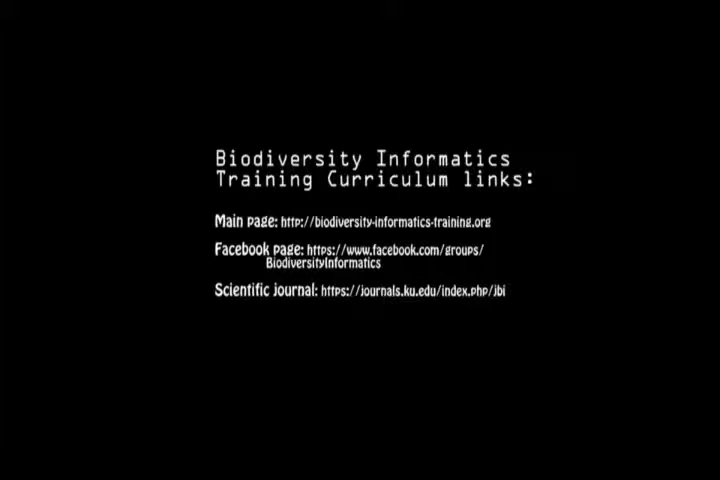 Biodiversity Informatics
Training Curriculum links:
Main page: http://biodiversity-informatics-training.org
Facebook page: https://www.facebook.com/groups/
BiodiversityInformatics
Scientific journal: https://journals.ku.edu/index.php/jbi